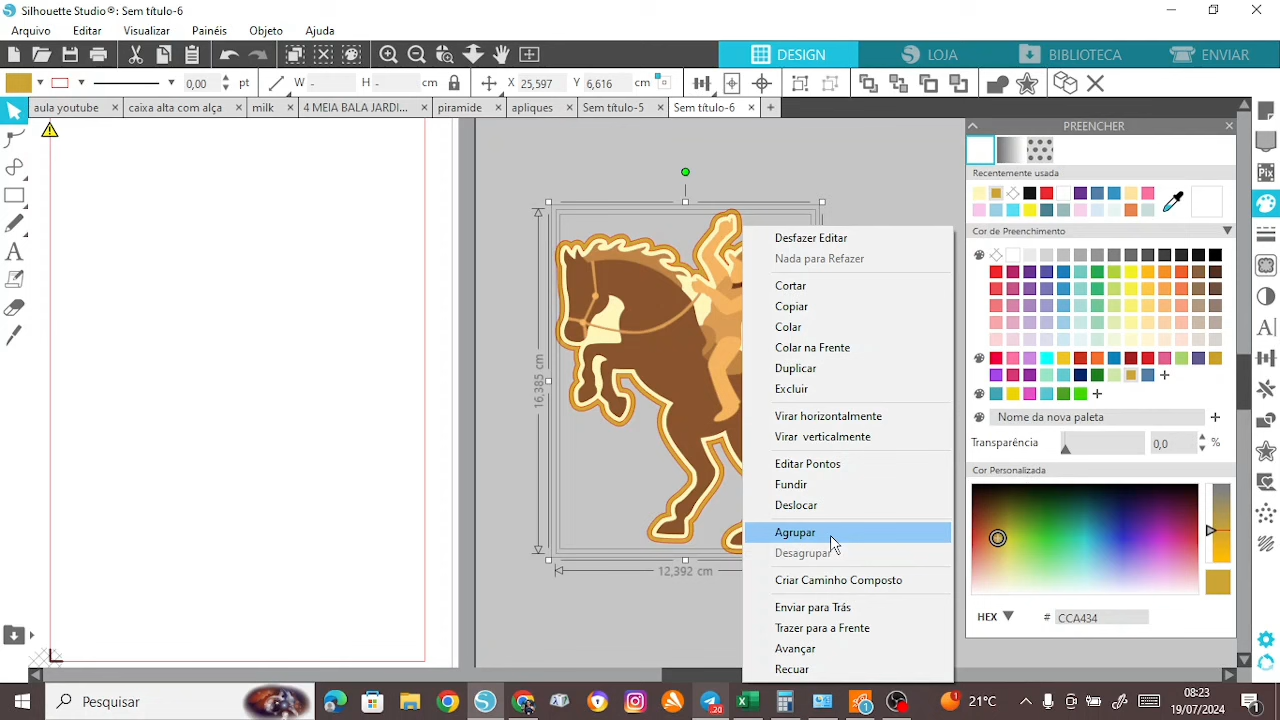 Silhouette Studio®: Sem título-6
Arquivo Editar Visualizar Painéis Objeto Ajuda
DESIGN LOJA BIBLIOTECA ENVIAR
0,00 pt W - H - cm X 25,597 Y 6,616 cm
aula youtube caixa alta com alça milk 4 MEIA BALA JARDI... piramide apliques Sem título-5 Sem título-6
PREENCHER
Recentemente usada
Cor de Preenchimento
Nome da nova paleta
Transparência 0,0 %
Cor Personalizada
HEX # CCA434
16,385 cm
12,392 cm
Desfazer Editar
Nada para Refazer
Cortar
Copiar
Colar
Colar na Frente
Duplicar
Excluir
Virar horizontalmente
Virar verticalmente
Editar Pontos
Fundir
Deslocar
Agrupar
Desagrupar
Criar Caminho Composto
Enviar para Trás
Trazer para a Frente
Avançar
Recuar
Pix
Pesquisar
20
1
21°C
08:23
19/07/2024
1